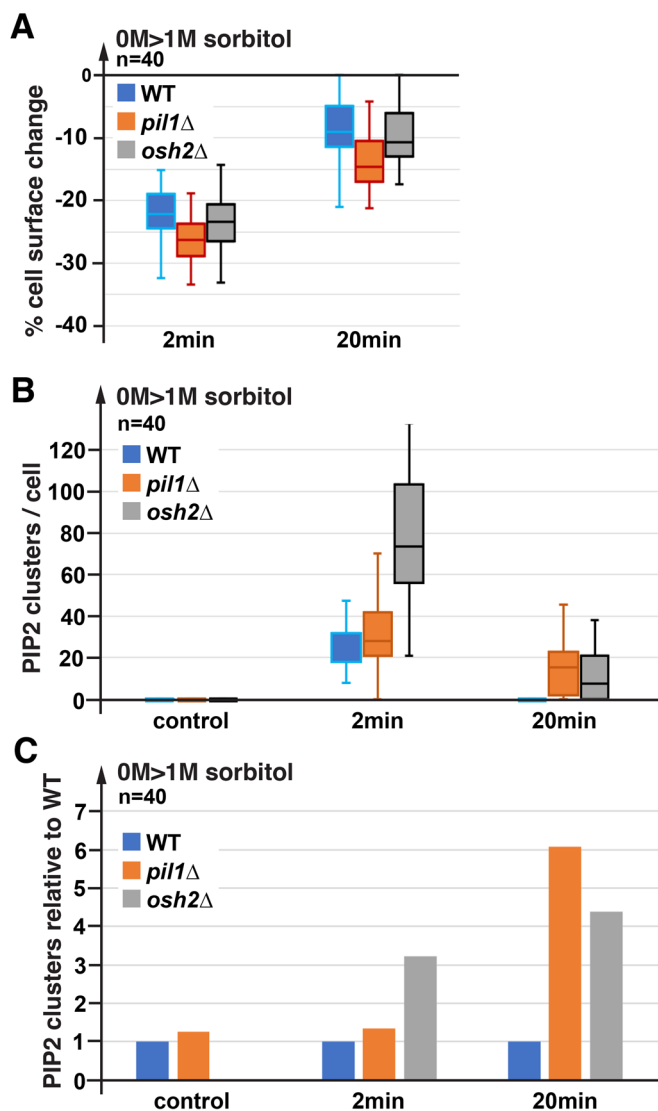 A
0M>1M sorbitol
n=40
WT
pil1Δ
osh2Δ
% cell surface change
0
-10
-20
-30
-40
2min 20min
B
0M>1M sorbitol
n=40
WT
pil1Δ
osh2Δ
PIP2 clusters / cell
120
100
80
60
40
20
0
control 2min 20min
C
0M>1M sorbitol
n=40
WT
pil1Δ
osh2Δ
PIP2 clusters relative to WT
7
6
5
4
3
2
1
0
control 2min 20min